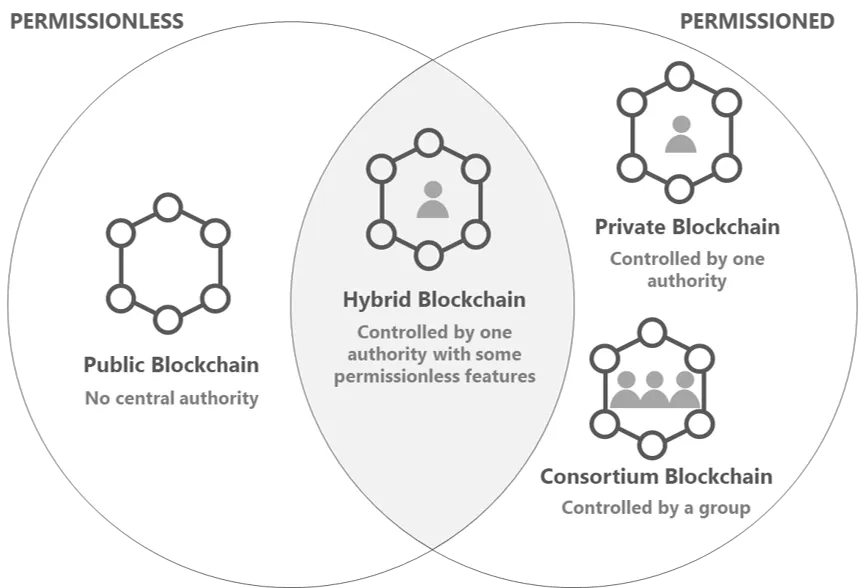 PERMISSIONLESS
PERMISSIONED
Public Blockchain
No central authority
Hybrid Blockchain
Controlled by one
authority with some
permissionless features
Private Blockchain
Controlled by one
authority
Consortium Blockchain
Controlled by a group